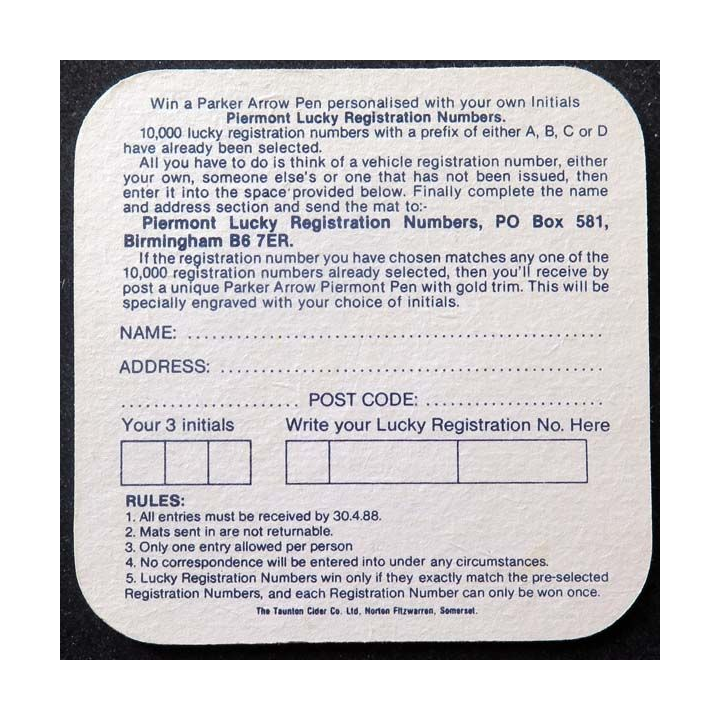 Win a Parker Arrow Pen personalised with your own Initials
Piermont Lucky Registration Numbers.
10,000 lucky registration numbers with a prefix of either A, B, C or D
have already been selected.
All you have to do is think of a vehicle registration number, either
your own, someone else's or one that has not been issued, then
enter it into the space provided below. Finally complete the name
and address section and send the mat to:-
Piermont Lucky Registration Numbers, PO Box 581,
Birmingham B6 7ER.
If the registration number you have chosen matches any one of the
10,000 registration numbers already selected, then you'll receive by
post a unique Parker Arrow Piermont Pen with gold trim. This will be
specially engraved with your choice of initials.
NAME: ..........................................................
ADDRESS: .....................................................
......................... POST CODE: .........................
Your 3 initials Write your Lucky Registration No. Here
RULES:
1. All entries must be received by 30.4.88.
2. Mats sent in are not returnable.
3. Only one entry allowed per person
4. No correspondence will be entered into under any circumstances.
5. Lucky Registration Numbers win only if they exactly match the pre-selected
Registration Numbers, and each Registration Number can only be won once.
The Taunton Cider Co. Ltd, Norton Fitzwarren, Somerset.